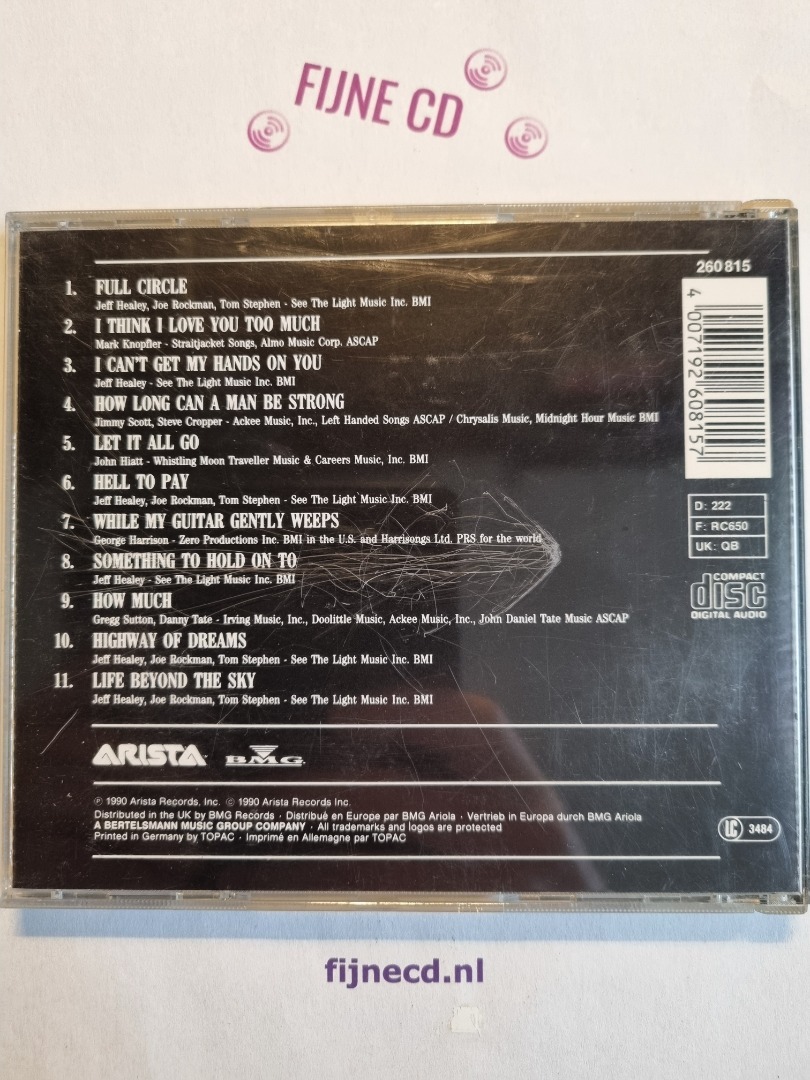 FIJNE CD
260 815
4 007192 608157
1. FULL CIRCLE
Jeff Healey, Joe Rockman, Tom Stephen - See The Light Music Inc. BMI
2. I THINK I LOVE YOU TOO MUCH
Mark Knopfler - Straitjacket Songs, Almo Music Corp. ASCAP
3. I CAN'T GET MY HANDS ON YOU
Jeff Healey - See The Light Music Inc. BMI
4. HOW LONG CAN A MAN BE STRONG
Jimmy Scott, Steve Cropper - Ackee Music, Inc., Left Handed Songs ASCAP / Chrysalis Music, Midnight Hour Music BMI
5. LET IT ALL GO
John Hiatt - Whistling Moon Traveller Music & Careers Music, Inc. BMI
6. HELL TO PAY
Jeff Healey, Joe Rockman, Tom Stephen - See The Light Music Inc. BMI
7. WHILE MY GUITAR GENTLY WEEPS
George Harrison - Zero Productions Inc. BMI in the U.S. and Harrisongs Ltd. PRS for the world
8. SOMETHING TO HOLD ON TO
Jeff Healey - See The Light Music Inc. BMI
9. HOW MUCH
Gregg Sutton, Danny Tate - Irving Music, Inc., Doolittle Music, Ackee Music, Inc., John Daniel Tate Music ASCAP
10. HIGHWAY OF DREAMS
Jeff Healey, Joe Rockman, Tom Stephen - See The Light Music Inc. BMI
11. LIFE BEYOND THE SKY
Jeff Healey, Joe Rockman, Tom Stephen - See The Light Music Inc. BMI
D: 222
F: RC650
UK: QB
COMPACT
disc
DIGITAL AUDIO
ARISTA BMG
℗ 1990 Arista Records, Inc. © 1990 Arista Records Inc.
Distributed in the UK by BMG Records · Distribué en Europe par BMG Ariola · Vertrieb in Europa durch BMG Ariola
A BERTELSMANN MUSIC GROUP COMPANY · All trademarks and logos are protected
Printed in Germany by TOPAC · Imprimé en Allemagne par TOPAC
LC 3484
fijnecd.nl